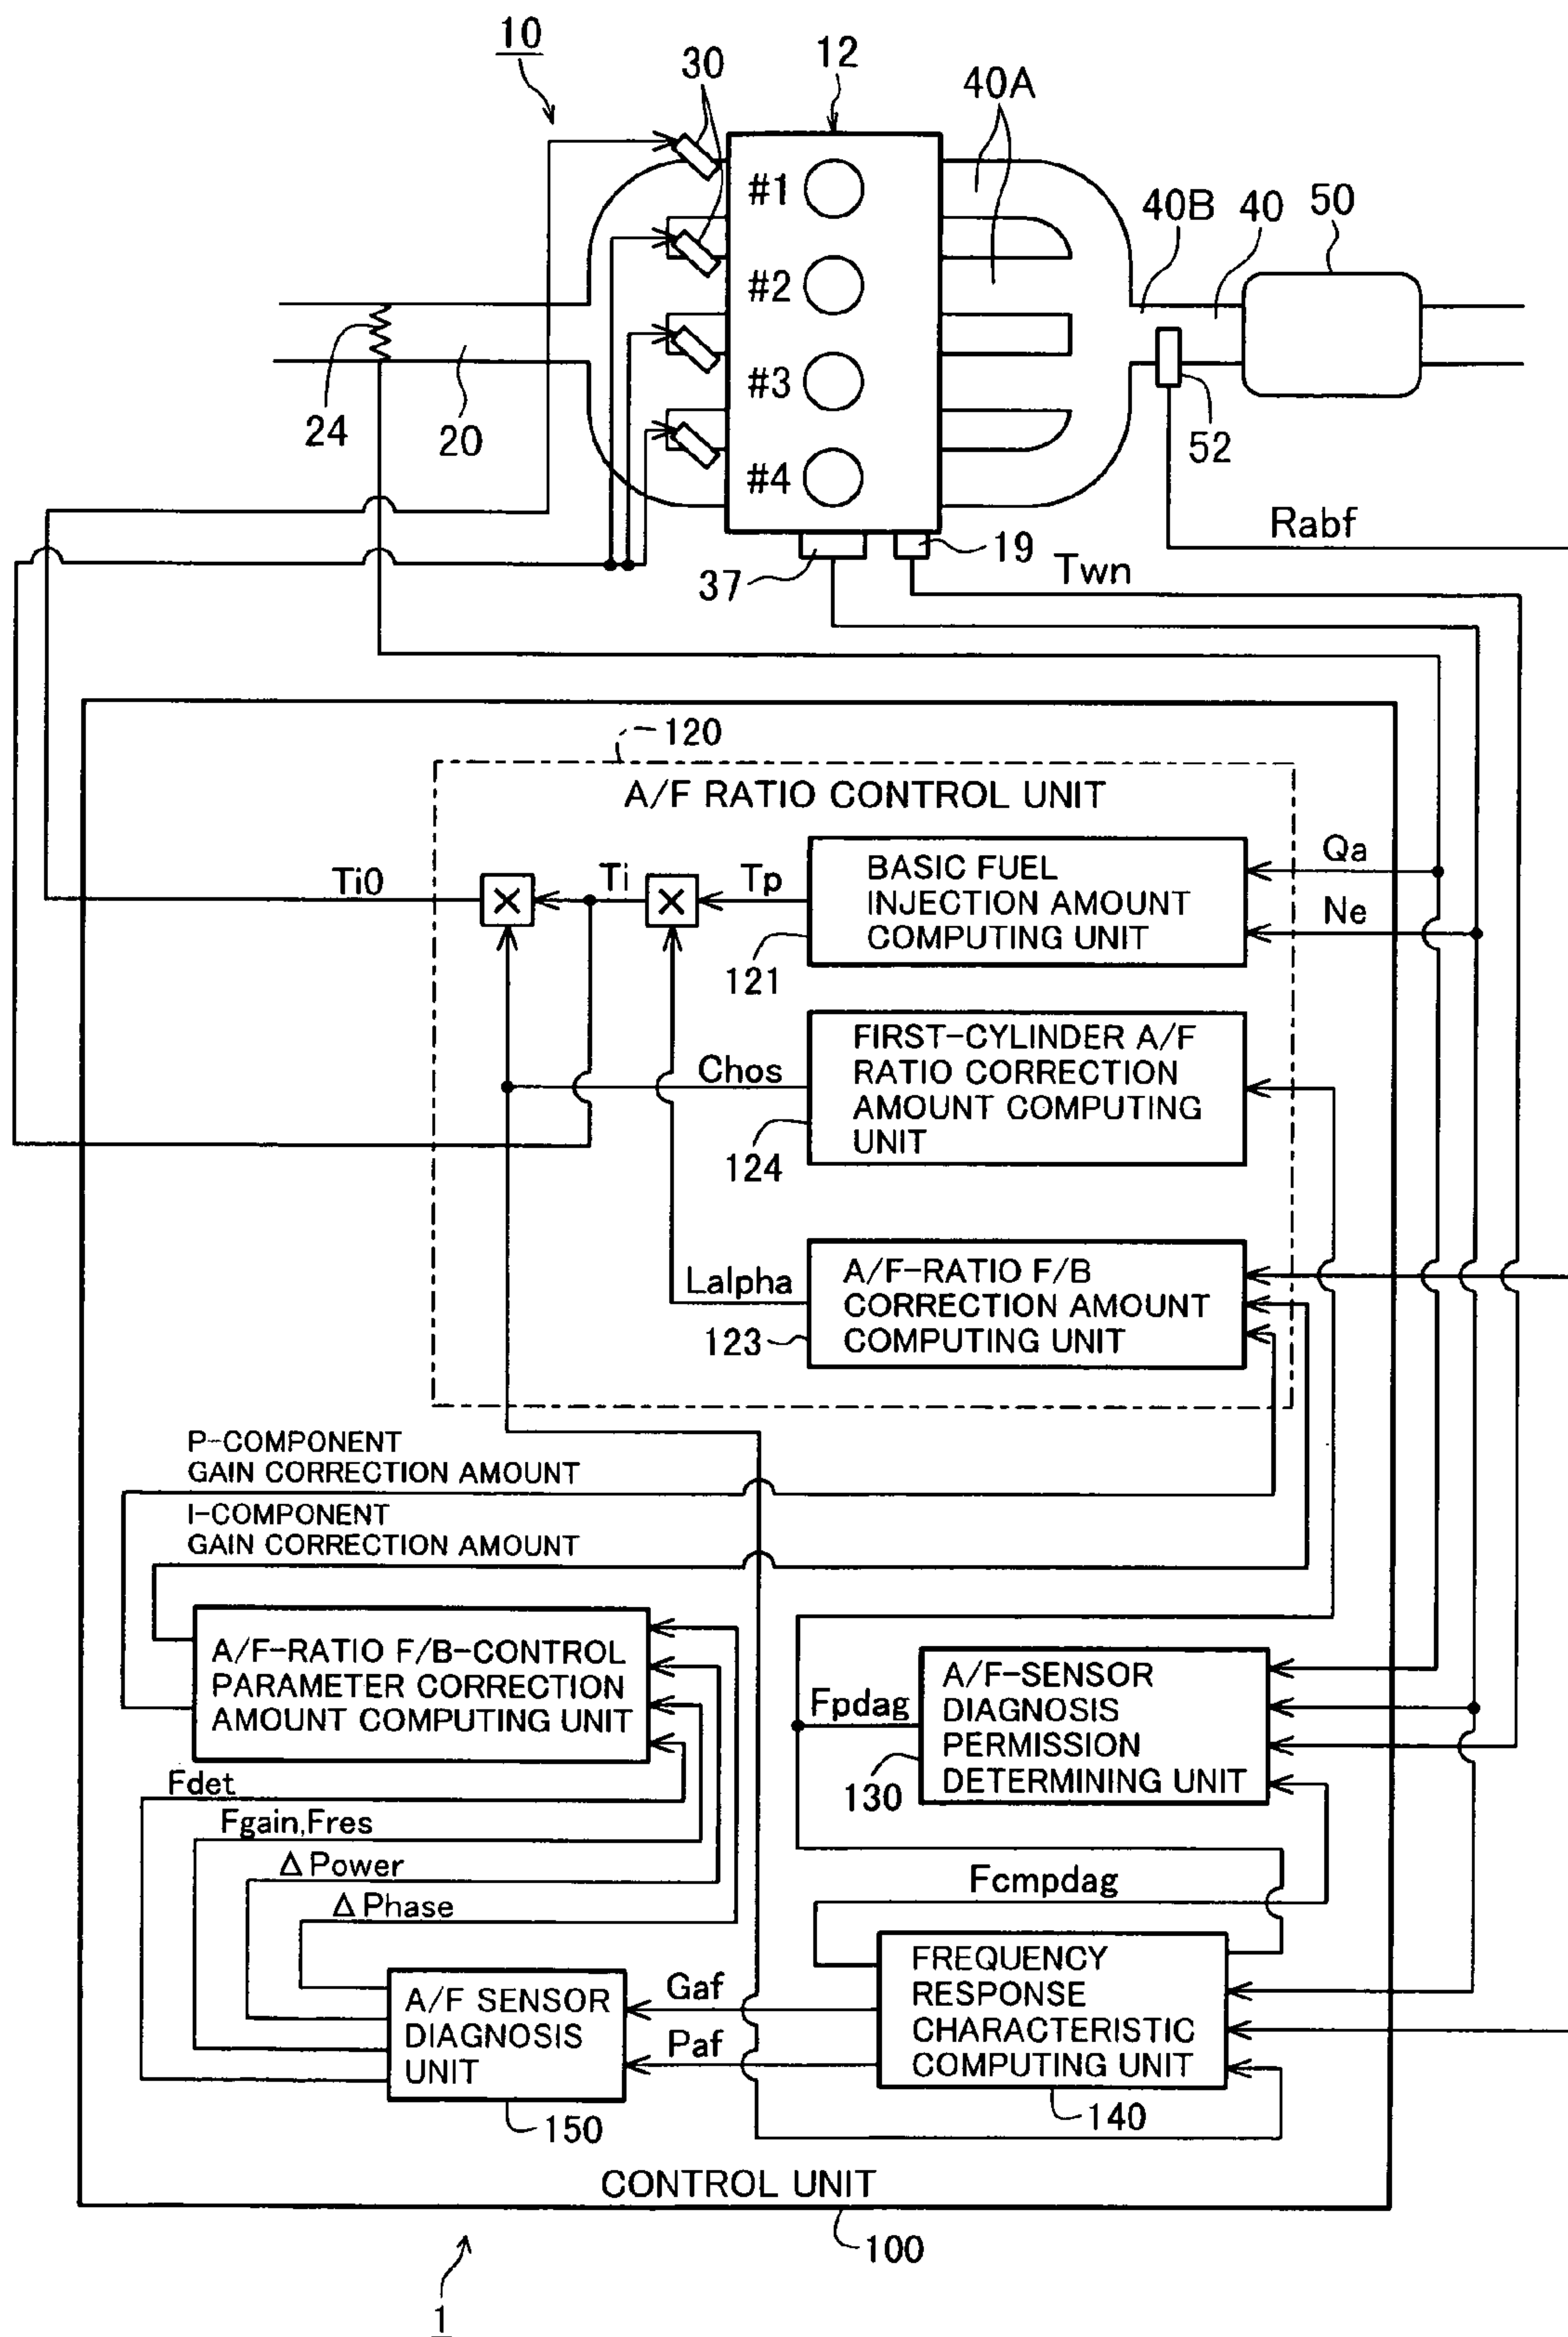 10
12
30
40A
40B
40
50
#1
#2
#3
#4
24
20
52
Rabf
37
19
Twn
120
A/F RATIO CONTROL UNIT
Ti0
Ti
Tp
BASIC FUEL
INJECTION AMOUNT
COMPUTING UNIT
Qa
Ne
121
Chos
FIRST-CYLINDER A/F
RATIO CORRECTION
AMOUNT COMPUTING
UNIT
124
Lalpha
A/F-RATIO F/B
CORRECTION AMOUNT
COMPUTING UNIT
123
P-COMPONENT
GAIN CORRECTION AMOUNT
I-COMPONENT
GAIN CORRECTION AMOUNT
A/F-RATIO F/B-CONTROL
PARAMETER CORRECTION
AMOUNT COMPUTING UNIT
Fpdag
A/F-SENSOR
DIAGNOSIS
PERMISSION
DETERMINING UNIT
130
Fdet
Fgain,Fres
Δ Power
Δ Phase
Fcmpdag
A/F SENSOR
DIAGNOSIS
UNIT
150
Gaf
Paf
FREQUENCY
RESPONSE
CHARACTERISTIC
COMPUTING UNIT
140
CONTROL UNIT
100
1